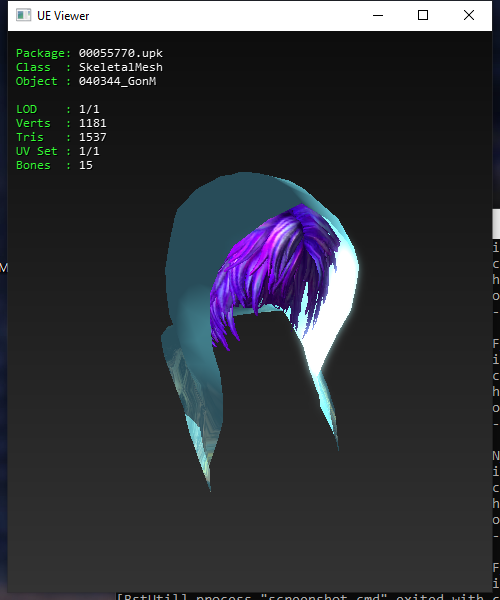 UE Viewer
Package: 00055770.upk
Class : SkeletalMesh
Object : 040344_GonM
LOD : 1/1
Verts : 1181
Tris : 1537
UV Set : 1/1
Bones : 15
M
i
c
h
o
-
F
i
c
h
o
-
N
i
c
h
o
-
F
i
[BstUtil] process "screenshot.cmd" exited with c